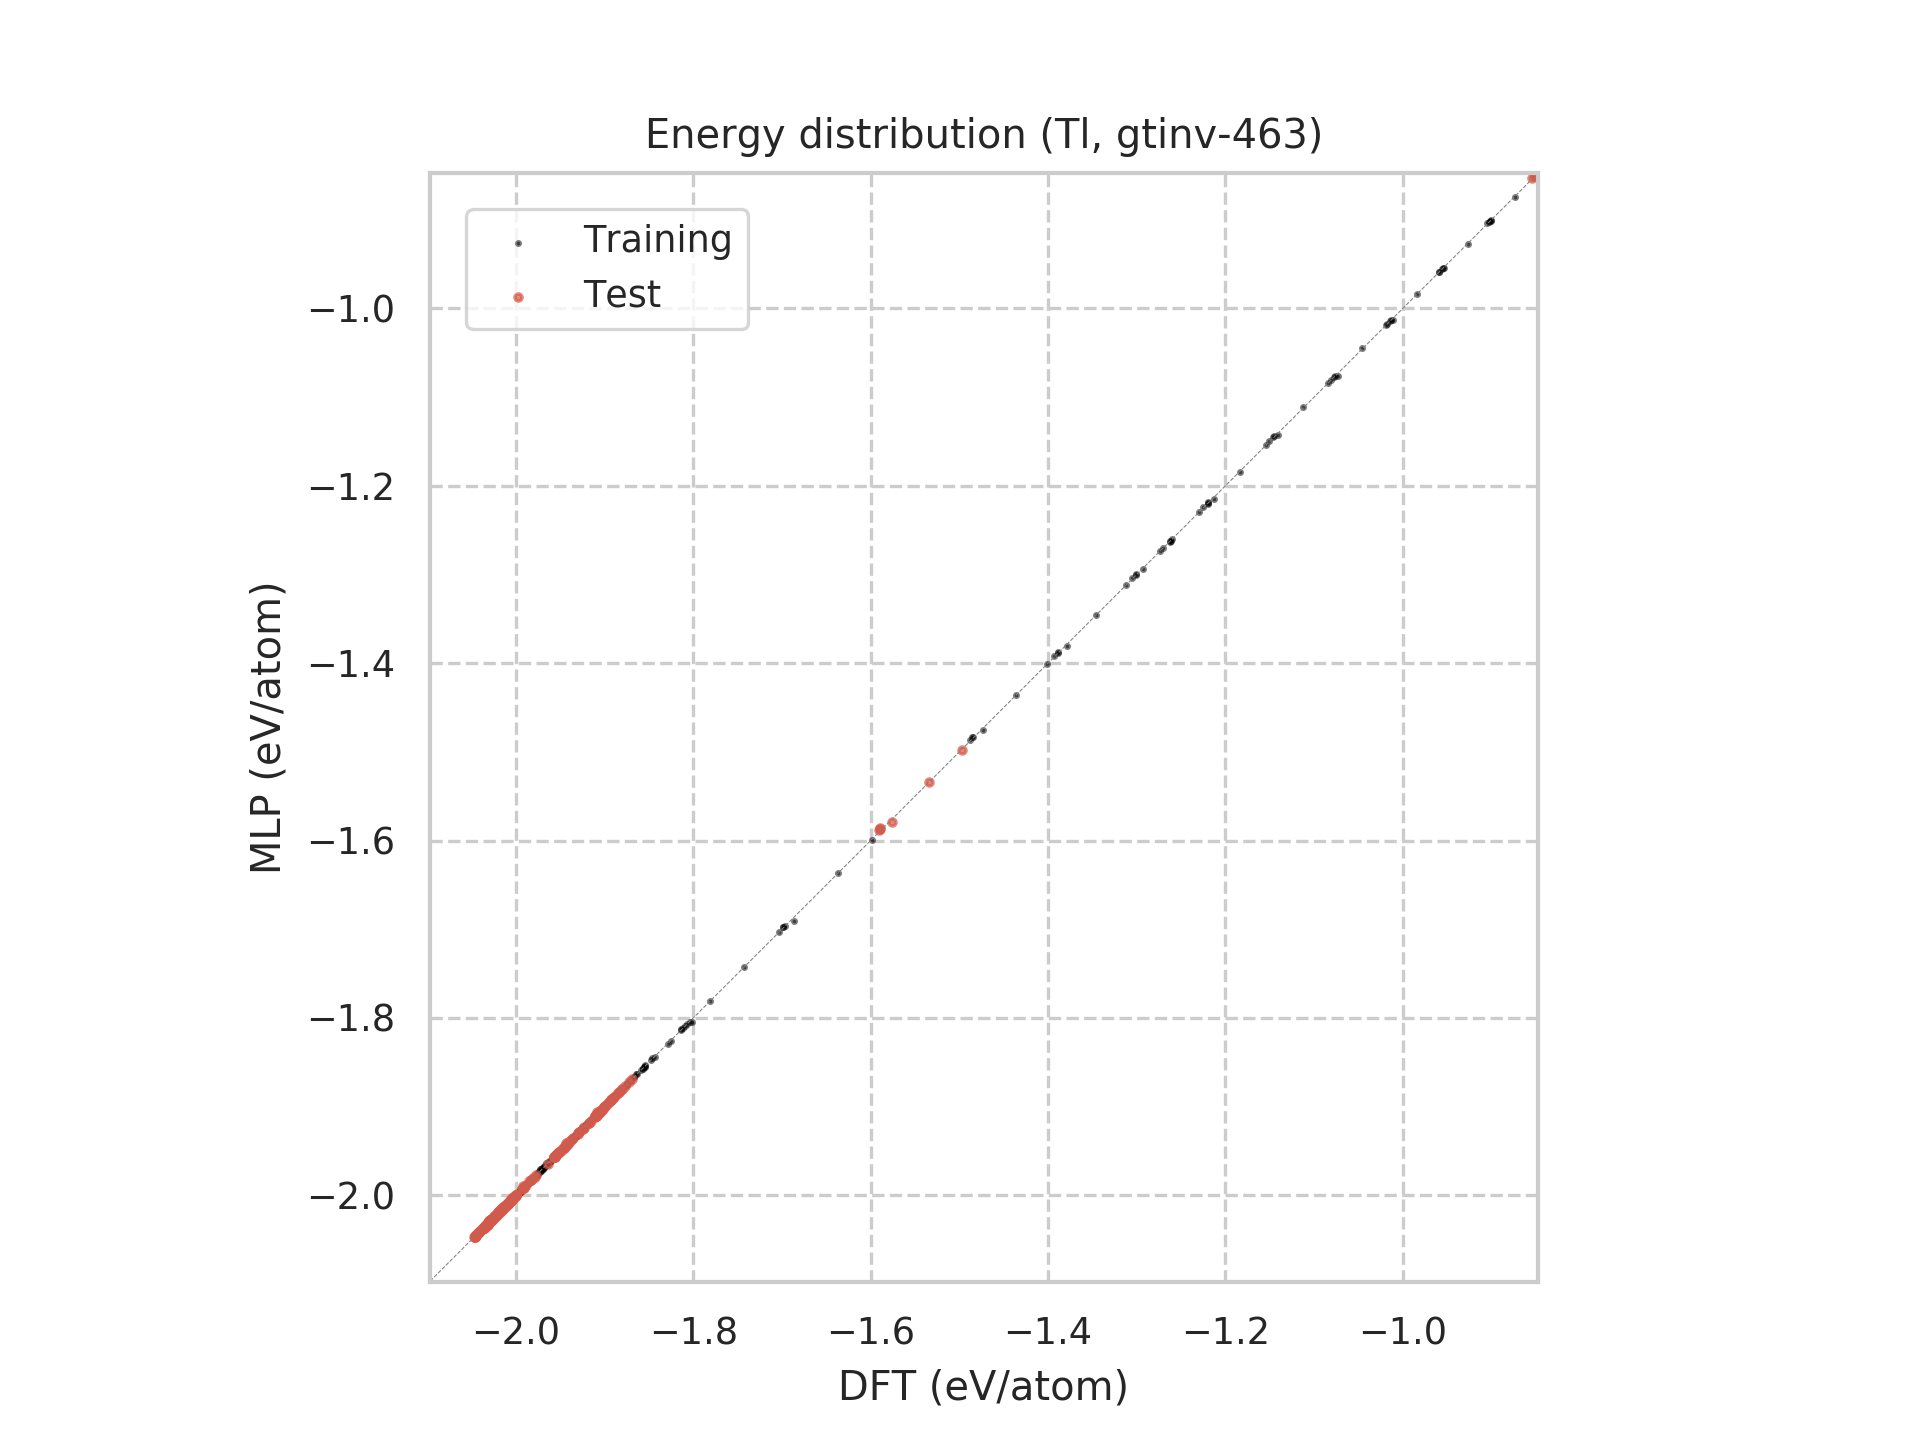 Energy distribution (Tl, gtinv-463)
Training
Test
−1.0
−1.2
−1.4
−1.6
−1.8
−2.0
MLP (eV/atom)
−2.0 −1.8 −1.6 −1.4 −1.2 −1.0
DFT (eV/atom)